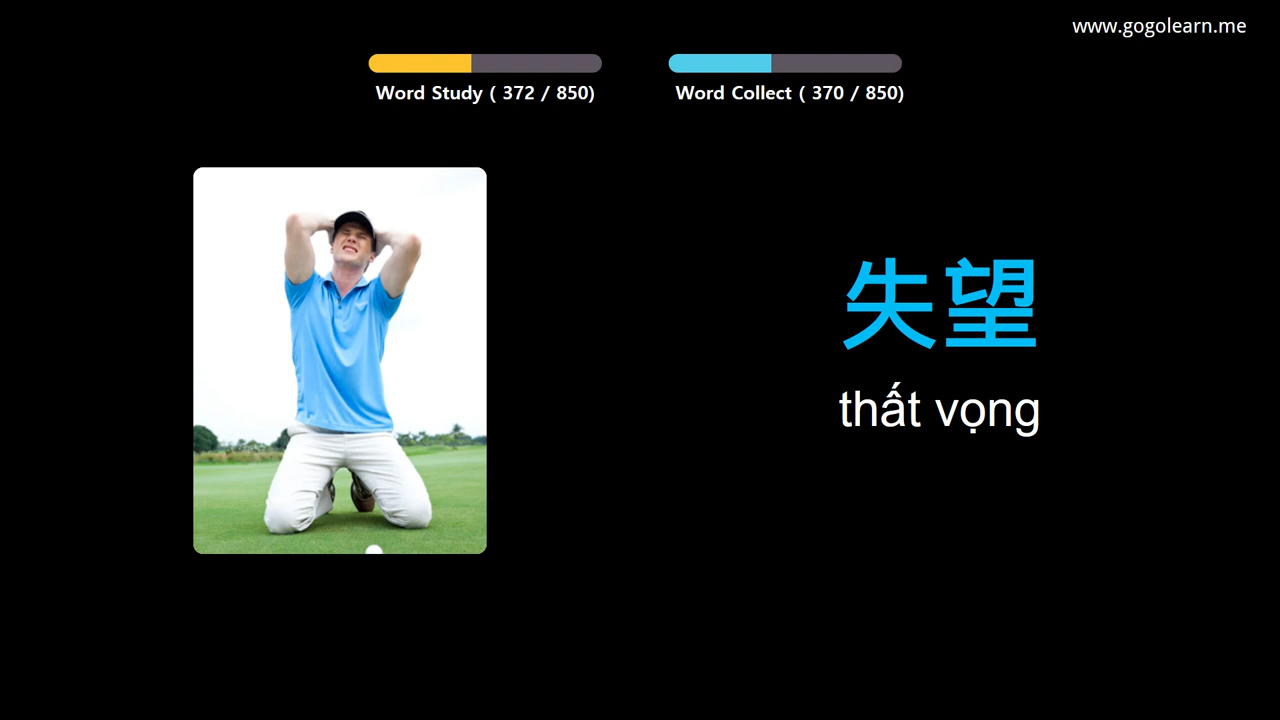 www.gogolearn.me
Word Study ( 372 / 850)
Word Collect ( 370 / 850)
失望
thất vọng